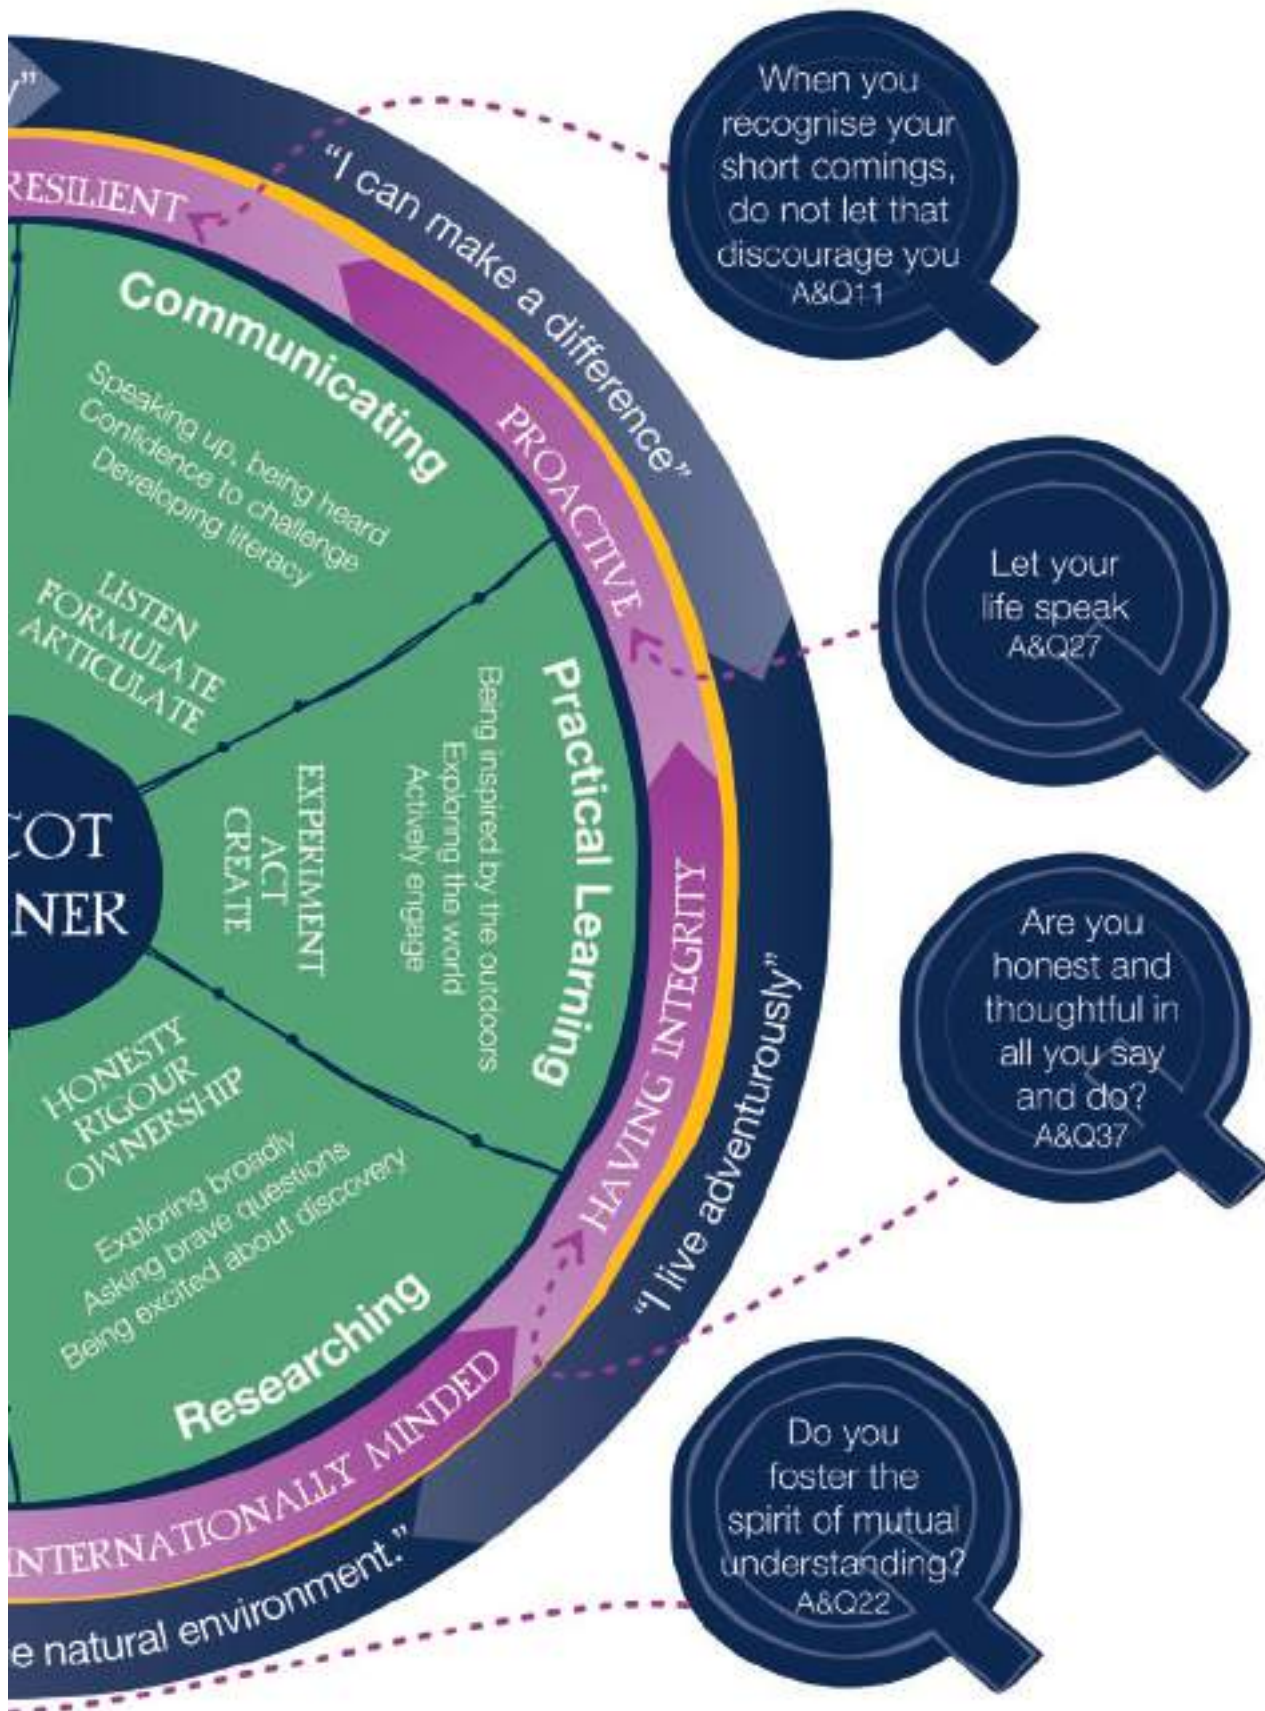 y"
RESILIENT
"I can make a difference"
PROACTIVE
HAVING INTEGRITY
"I live adventurously"
INTERNATIONALLY MINDED
e natural environment."
Communicating
Speaking up, being heard
Confidence to challenge
Developing literacy
LISTEN
FORMULATE
ARTICULATE
Practical Learning
Being inspired by the outdoors
Exploring the world
Actively engage
EXPERIMENT
ACT
CREATE
COT
NER
HONESTY
RIGOUR
OWNERSHIP
Exploring broadly
Asking brave questions
Being excited about discovery
Researching
When you
recognise your
short comings,
do not let that
discourage you
A&Q11
Let your
life speak
A&Q27
Are you
honest and
thoughtful in
all you say
and do?
A&Q37
Do you
foster the
spirit of mutual
understanding?
A&Q22